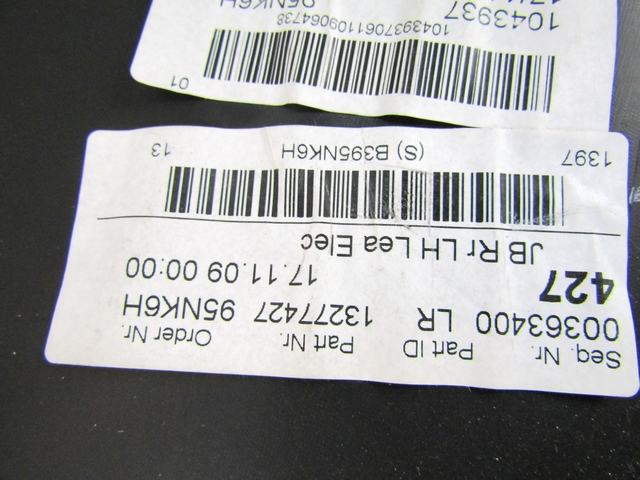 Seq. Nr. Part ID Part Nr. Order Nr.
00363400 LR 13277427 95NK6H
427 17.11.09 00:00
JB Rr LH Lea Elec
1397 (S) B395NK6H 13
01
1043937061109064738
1043937 95NK6H